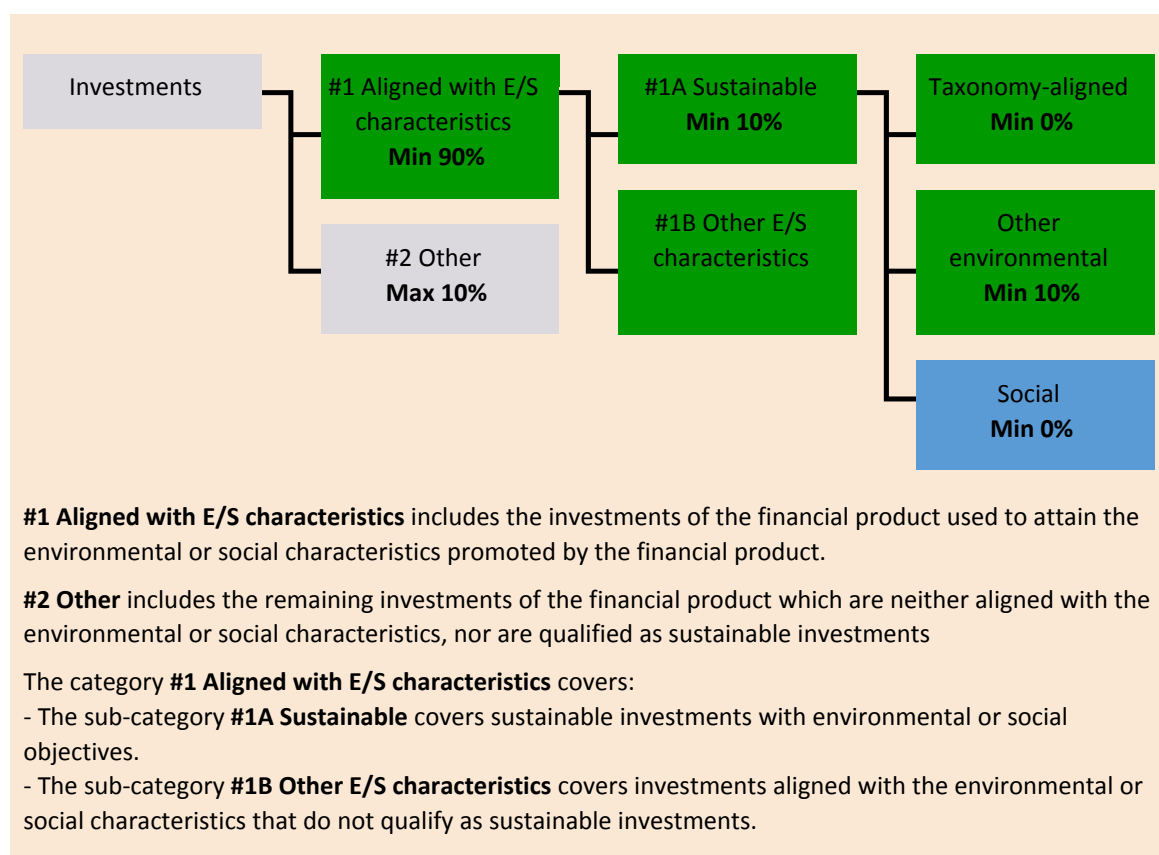 Investments
#1 Aligned with E/S
characteristics
Min 90%
#2 Other
Max 10%
#1A Sustainable
Min 10%
#1B Other E/S
characteristics
Taxonomy-aligned
Min 0%
Other
environmental
Min 10%
Social
Min 0%
#1 Aligned with E/S characteristics includes the investments of the financial product used to attain the
environmental or social characteristics promoted by the financial product.
#2 Other includes the remaining investments of the financial product which are neither aligned with the
environmental or social characteristics, nor are qualified as sustainable investments
The category #1 Aligned with E/S characteristics covers:
- The sub-category #1A Sustainable covers sustainable investments with environmental or social
objectives.
- The sub-category #1B Other E/S characteristics covers investments aligned with the environmental or
social characteristics that do not qualify as sustainable investments.